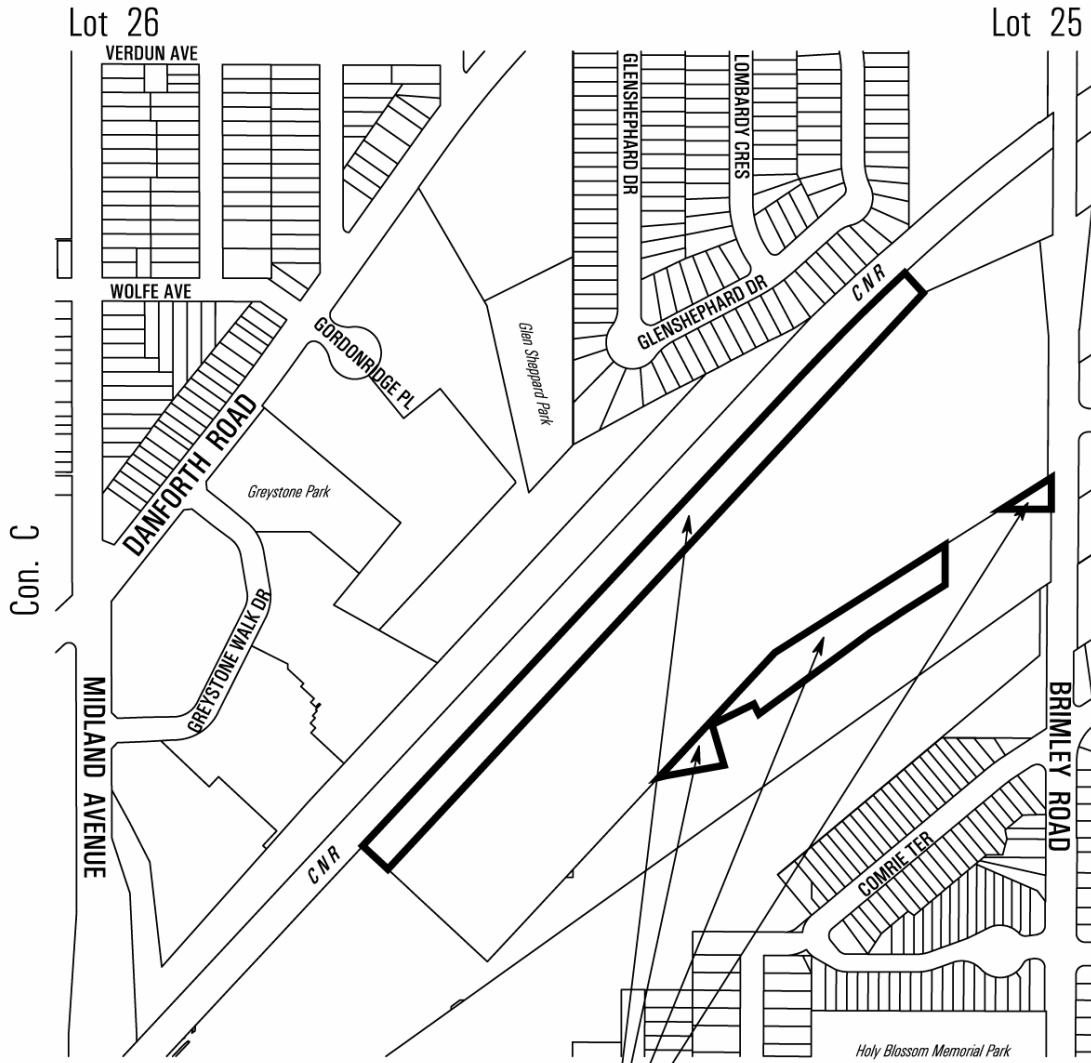 Lot 26
Lot 25
VERDUN AVE
GLENSHEPHARD DR
LOMBARDY CRES
WOLFE AVE
CNR
GLENSHEPHARD DR
GORDONRIDGE PL
Glen Sheppard Park
DANFORTH ROAD
Greystone Park
Con. C
GREYSTONE WALK DR
MIDLAND AVENUE
BRIMLEY ROAD
CNR
COMRIE TER
Holy Blossom Memorial Park